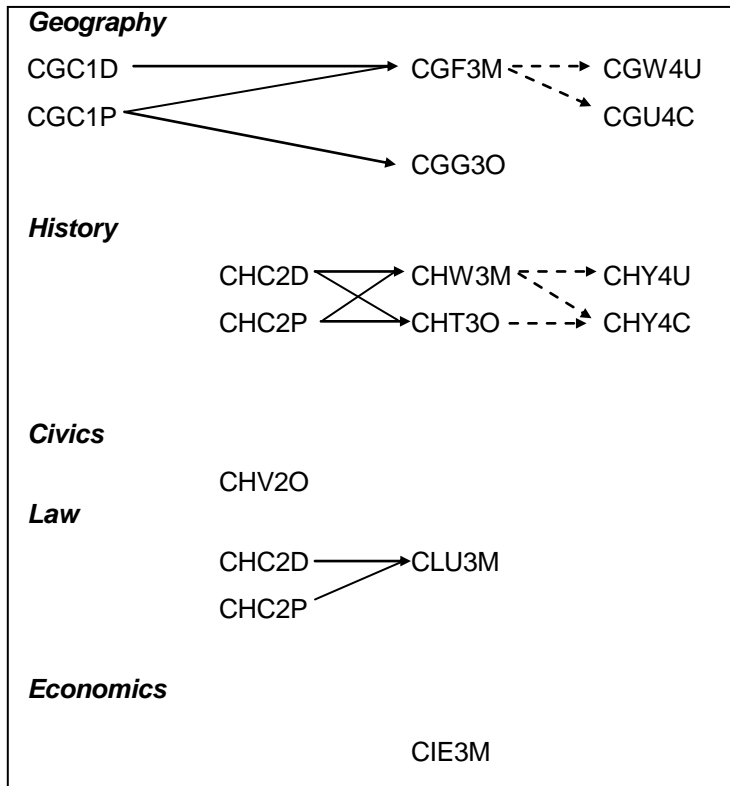 Geography
CGC1D CGF3M CGW4U
CGC1P CGU4C
CGG3O
History
CHC2D CHW3M CHY4U
CHC2P CHT3O CHY4C
Civics
CHV2O
Law
CHC2D CLU3M
CHC2P
Economics
CIE3M